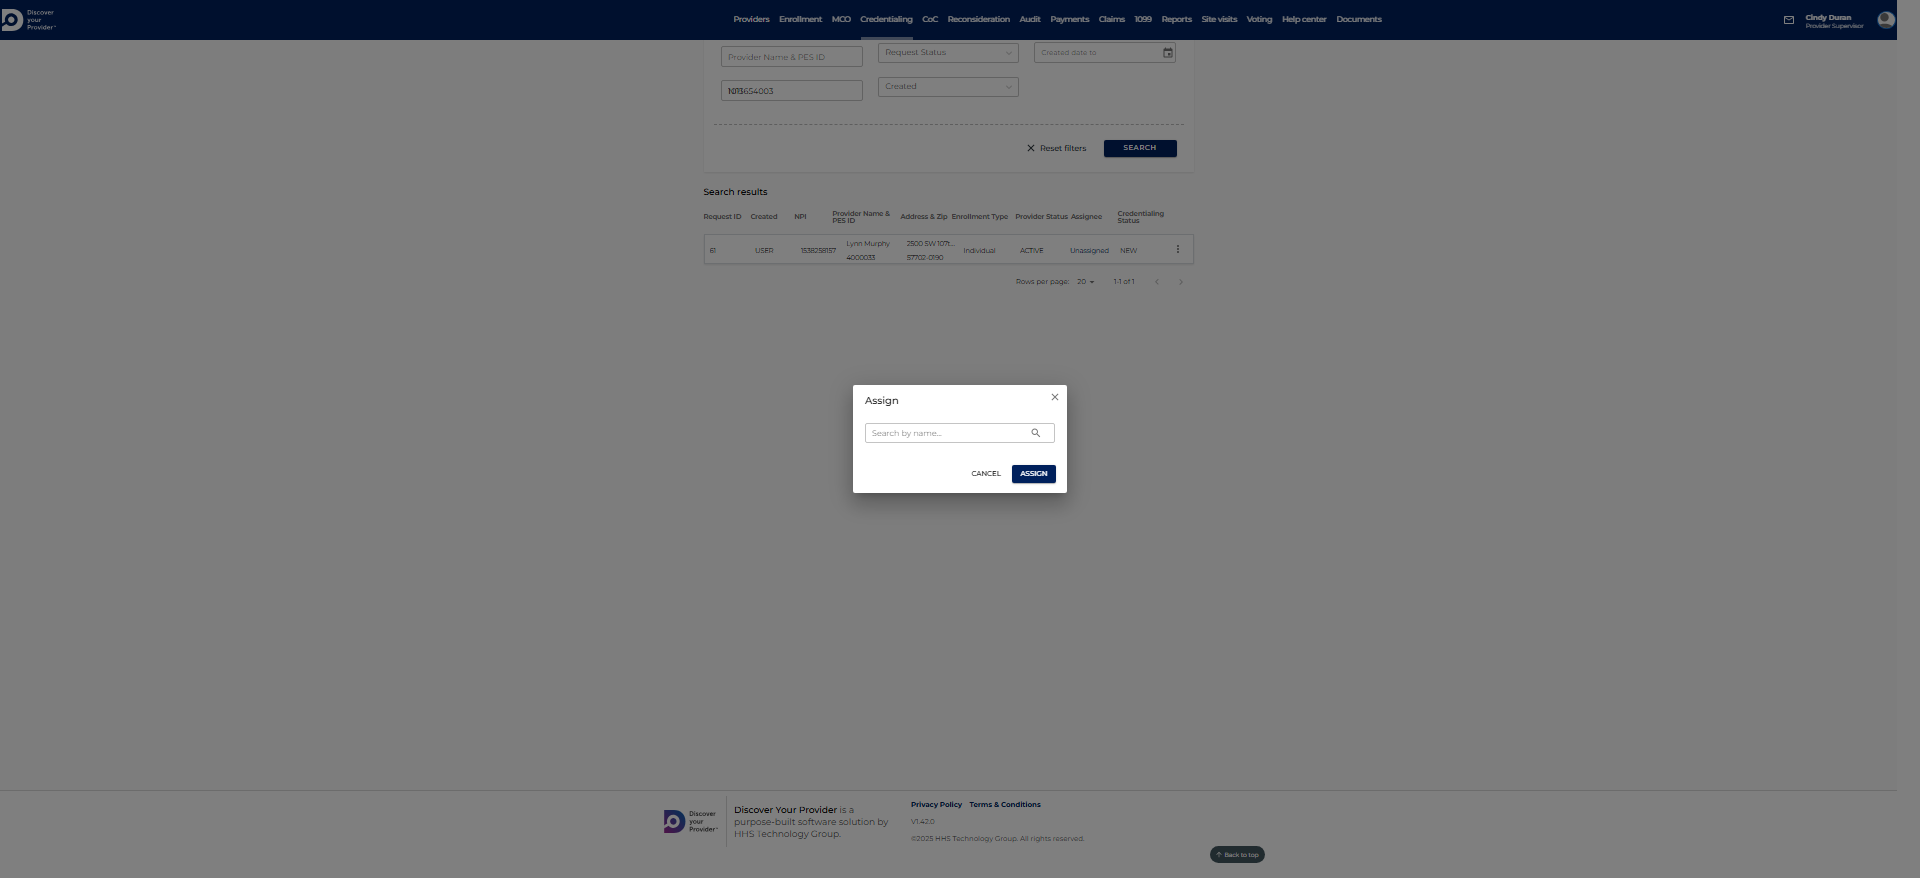 Discover
your
Provider
Providers Enrollment MCO Credentialing CoC Reconsideration Audit Payments Claims 1099 Reports Site visits Voting Help center Documents
Cindy Duran
Provider Supervisor
Provider Name & PES ID
Request Status
Created date to
Created
Reset filters
SEARCH
Search results
Request ID Created NPI Provider Name & PES ID Address & Zip Enrollment Type Provider Status Assignee Credentialing Status
61 USER 1538258157 Lynn Murphy 4000033 2500 SW 107t... 57702-0190 Individual ACTIVE Unassigned NEW
Rows per page: 20 1-1 of 1
Assign
Search by name...
CANCEL ASSIGN
Discover
your
Provider™
Discover Your Provider is a
purpose-built software solution by
HHS Technology Group.
Privacy Policy Terms & Conditions
V1.42.0
©2025 HHS Technology Group. All rights reserved.
Back to top